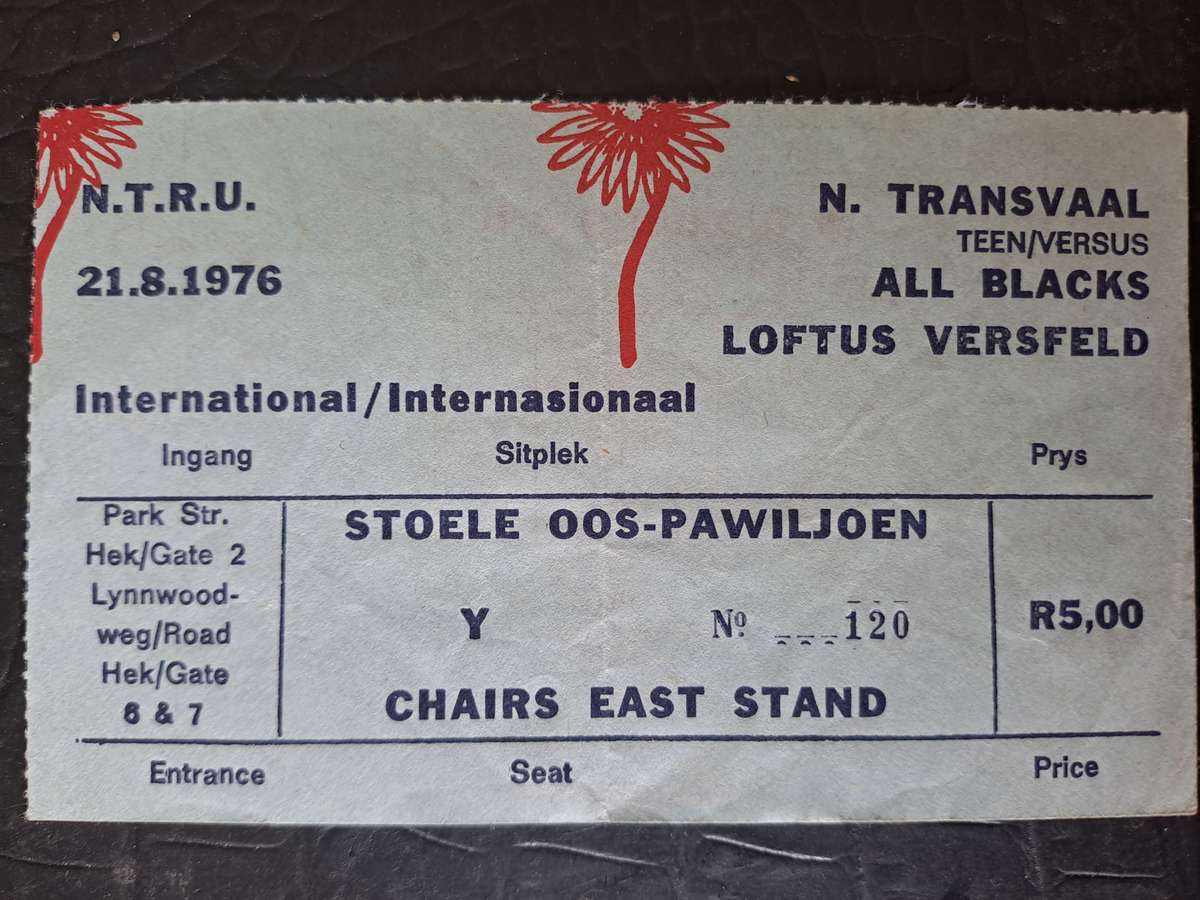 N.T.R.U.
21.8.1976
N. TRANSVAAL
TEEN/VERSUS
ALL BLACKS
LOFTUS VERSFELD
International/Internasionaal
Ingang Sitplek Prys
Park Str.
Hek/Gate 2
Lynnwood-
weg/Road
Hek/Gate
6 & 7
STOELE OOS-PAWILJOEN
Y Nº 120
CHAIRS EAST STAND
R5,00
Entrance Seat Price